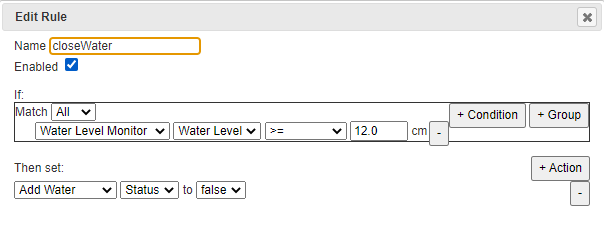 Edit Rule
Name closeWater
Enabled
If:
Match All + Condition + Group
Water Level Monitor Water Level >= 12.0 cm -
Then set: + Action
Add Water Status to false -